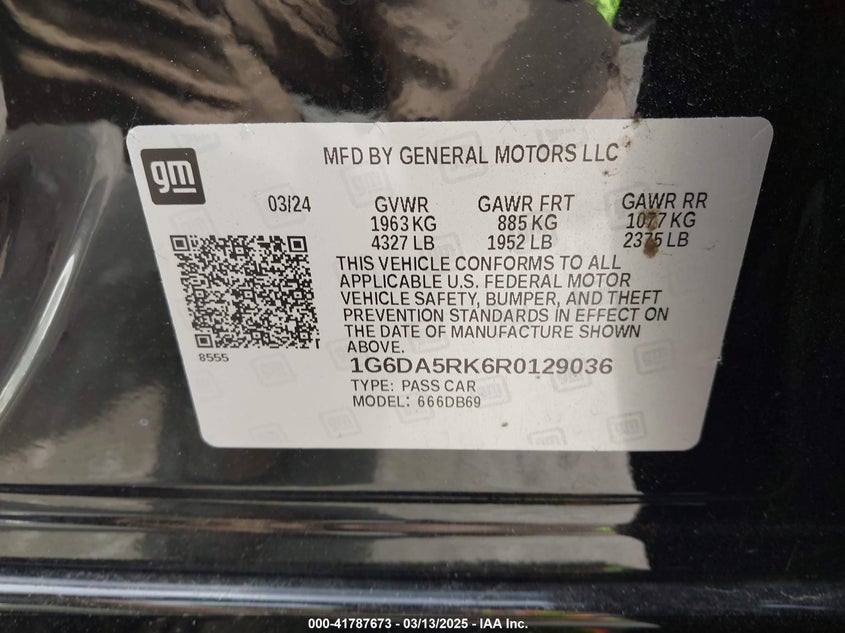 gm
MFD BY GENERAL MOTORS LLC
03/24 GVWR GAWR FRT GAWR RR
1963 KG 885 KG 1077 KG
4327 LB 1952 LB 2375 LB
THIS VEHICLE CONFORMS TO ALL
APPLICABLE U.S. FEDERAL MOTOR
VEHICLE SAFETY, BUMPER, AND THEFT
PREVENTION STANDARDS IN EFFECT ON
THE DATE OF MANUFACTURE SHOWN
ABOVE.
8555
1G6DA5RK6R0129036
TYPE: PASS CAR
MODEL: 666DB69
000-41787673 - 03/13/2025 - IAA Inc.